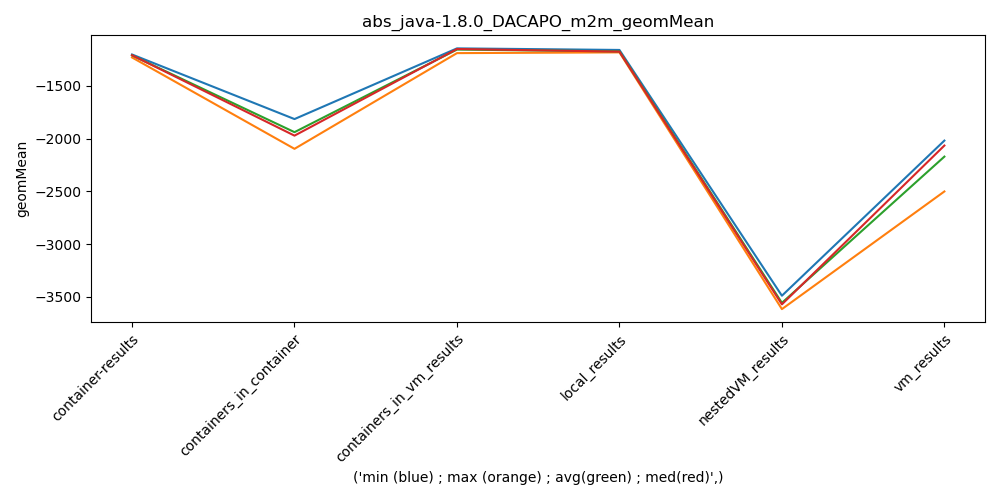 abs_java-1.8.0_DACAPO_m2m_geomMean
geomMean
−1500
−2000
−2500
−3000
−3500
container-results
containers_in_container
containers_in_vm_results
local_results
nestedVM_results
vm_results
('min (blue) ; max (orange) ; avg(green) ; med(red)',)